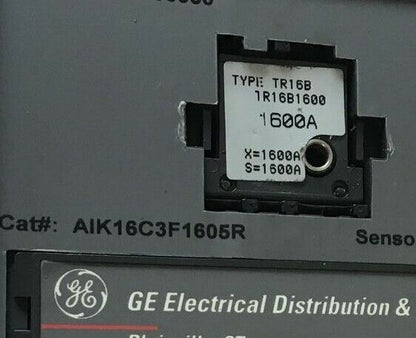 TYPE TR16B
TR16B1600
1600A
X=1600A
S=1600A
Cat#: AIK16C3F1605R
Senso
GE
GE Electrical Distribution &